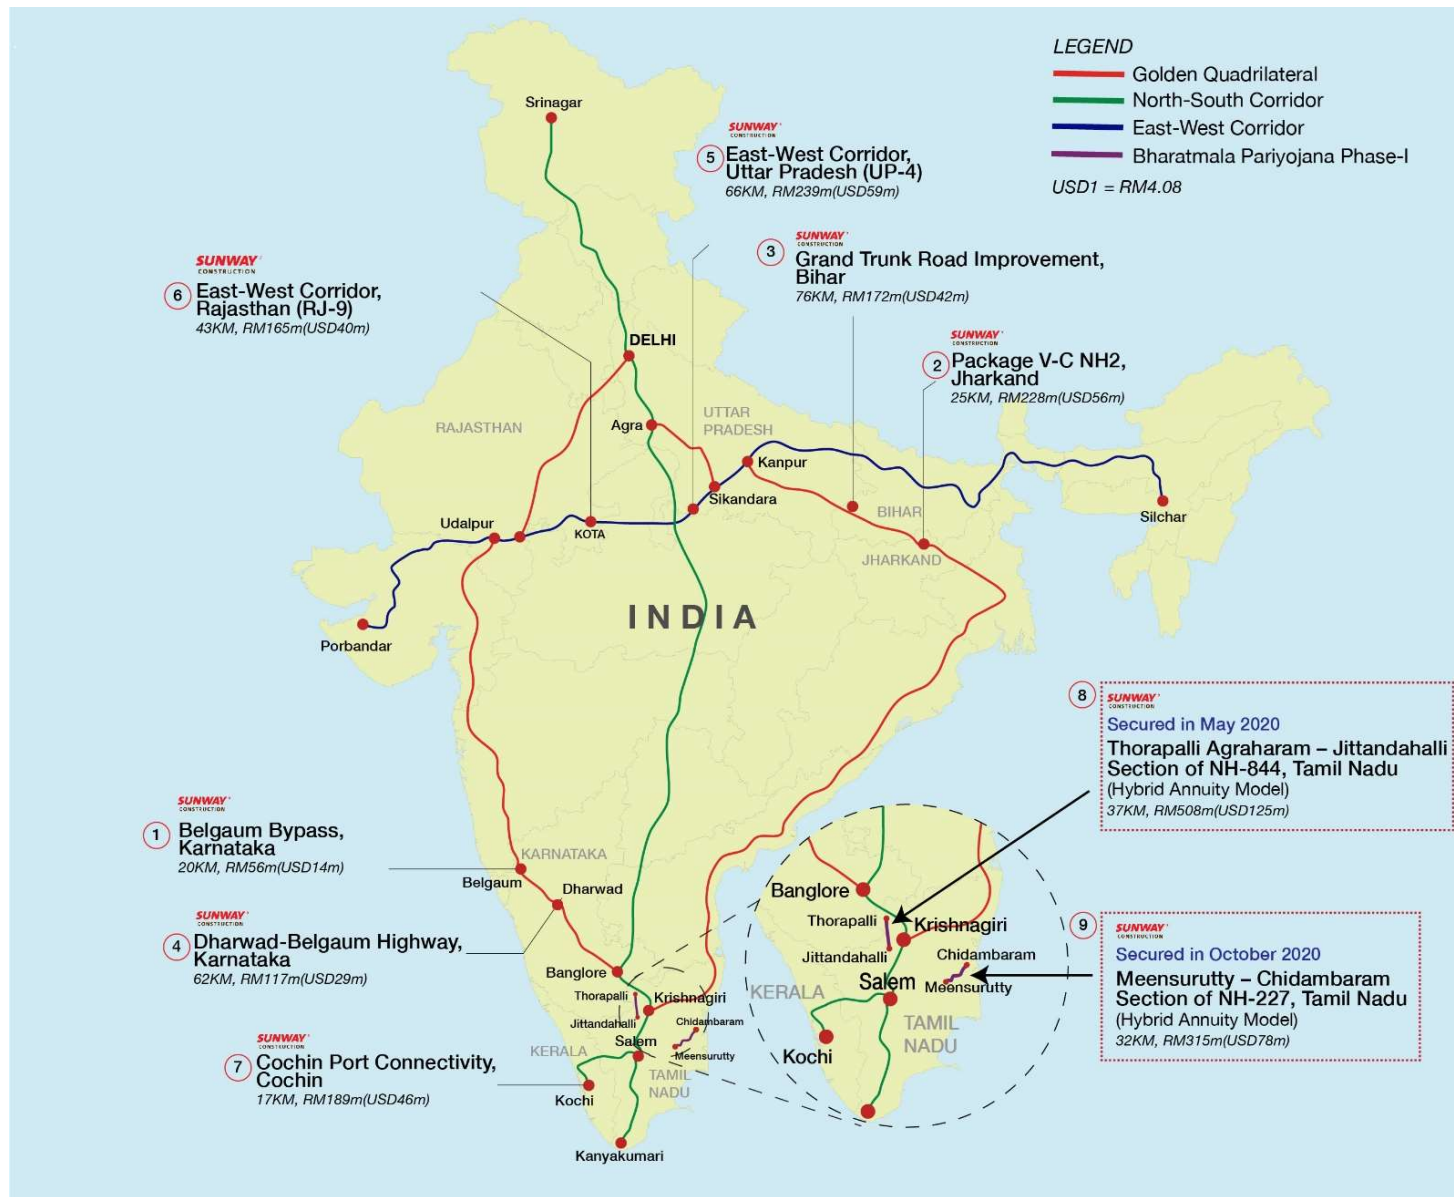 LEGEND
Golden Quadrilateral
North-South Corridor
East-West Corridor
Bharatmala Pariyojana Phase-I
USD1 = RM4.08
Srinagar
SUNWAY
CONSTRUCTION
5
East-West Corridor,
Uttar Pradesh (UP-4)
66KM, RM239m(USD59m)
SUNWAY
CONSTRUCTION
3
Grand Trunk Road Improvement,
Bihar
76KM, RM172m(USD42m)
SUNWAY
CONSTRUCTION
6
East-West Corridor,
Rajasthan (RJ-9)
43KM, RM165m(USD40m)
SUNWAY
CONSTRUCTION
2
Package V-C NH2,
Jharkand
25KM, RM228m(USD56m)
DELHI
RAJASTHAN
Agra
UTTAR
PRADESH
Kanpur
Sikandara
BIHAR
Silchar
Udalpur
KOTA
JHARKAND
INDIA
Porbandar
SUNWAY
CONSTRUCTION
8
Secured in May 2020
Thorapalli Agraharam – Jittandahalli
Section of NH-844, Tamil Nadu
(Hybrid Annuity Model)
37KM, RM508m(USD125m)
SUNWAY
CONSTRUCTION
1
Belgaum Bypass,
Karnataka
20KM, RM56m(USD14m)
KARNATAKA
Belgaum
Dharwad
SUNWAY
CONSTRUCTION
4
Dharwad-Belgaum Highway,
Karnataka
62KM, RM117m(USD29m)
Banglore
Thorapalli
Krishnagiri
Jittandahalli
Chidambaram
Salem
Meensurutty
KERALA
TAMIL
NADU
Kochi
Kanyakumari
SUNWAY
CONSTRUCTION
7
Cochin Port Connectivity,
Cochin
17KM, RM189m(USD46m)
Banglore
Thorapalli
Krishnagiri
Jittandahalli
Chidambaram
Salem
Meensurutty
KERALA
TAMIL
NADU
Kochi
SUNWAY
CONSTRUCTION
9
Secured in October 2020
Meensurutty – Chidambaram
Section of NH-227, Tamil Nadu
(Hybrid Annuity Model)
32KM, RM315m(USD78m)